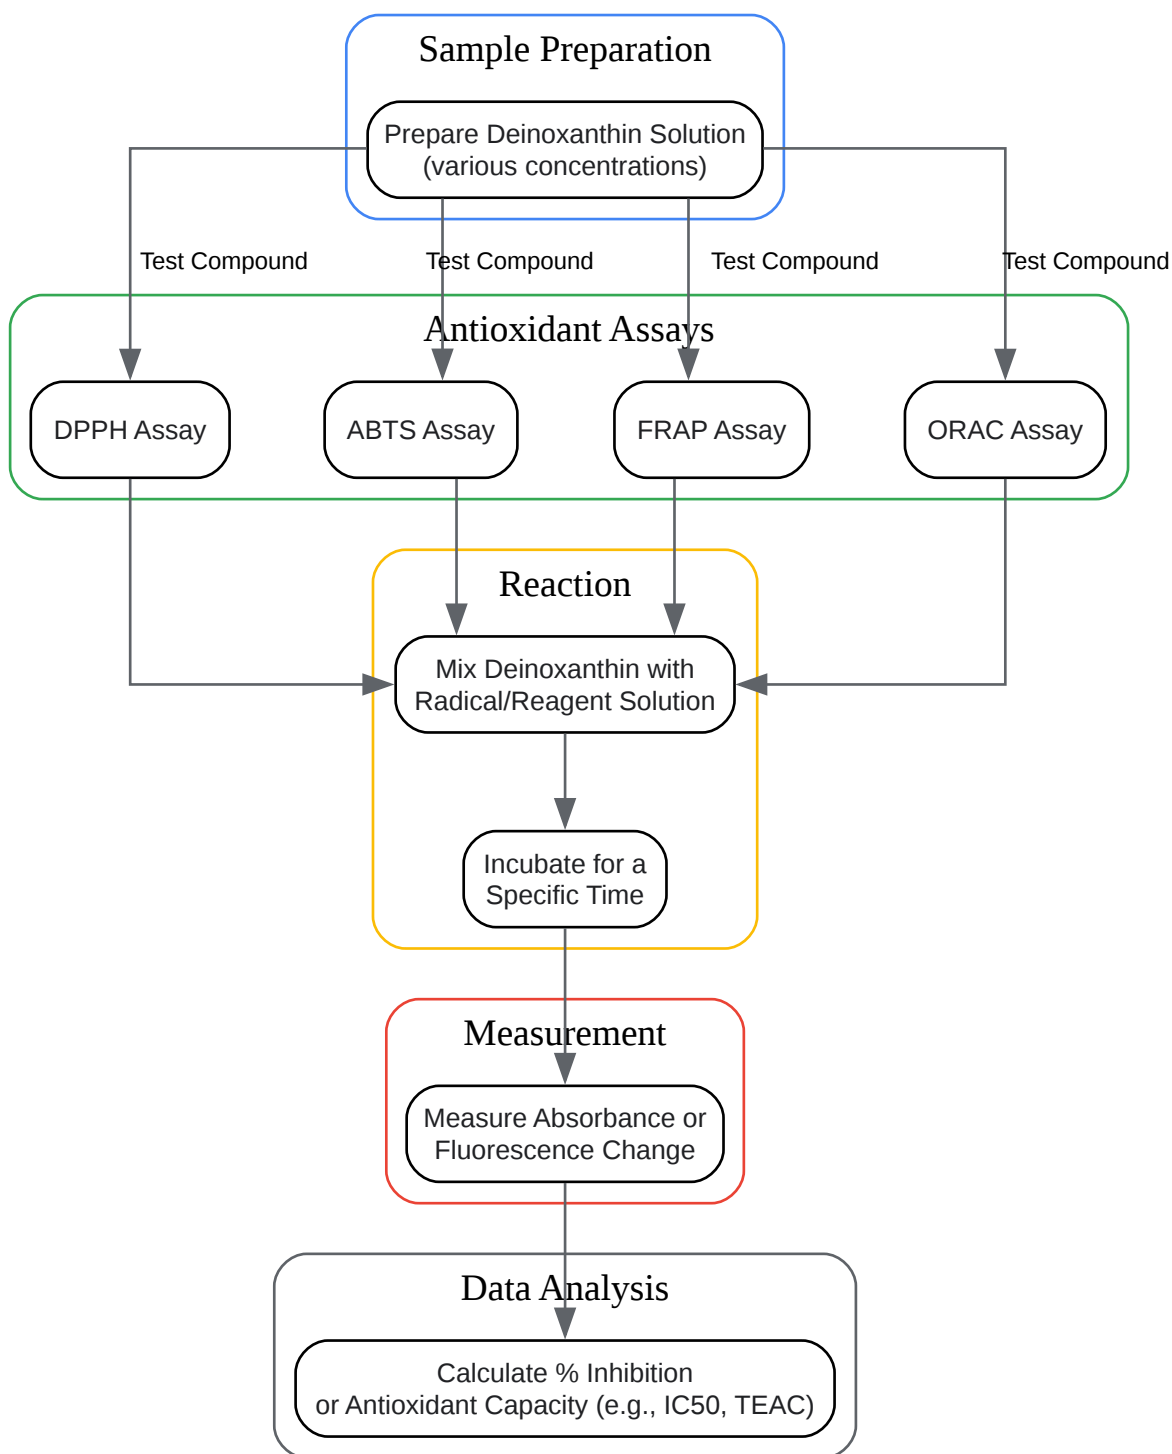 Sample Preparation
Prepare Deinoxanthin Solution
(various concentrations)
Test Compound
Test Compound
Test Compound
Test Compound
Antioxidant Assays
DPPH Assay
ABTS Assay
FRAP Assay
ORAC Assay
Reaction
Mix Deinoxanthin with
Radical/Reagent Solution
Incubate for a
Specific Time
Measurement
Measure Absorbance or
Fluorescence Change
Data Analysis
Calculate % Inhibition
or Antioxidant Capacity (e.g., IC50, TEAC)